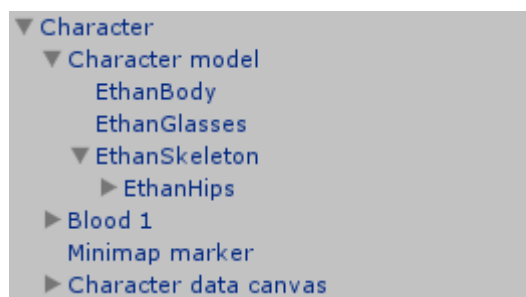 Character
Character model
EthanBody
EthanGlasses
EthanSkeleton
EthanHips
Blood 1
Minimap marker
Character data canvas